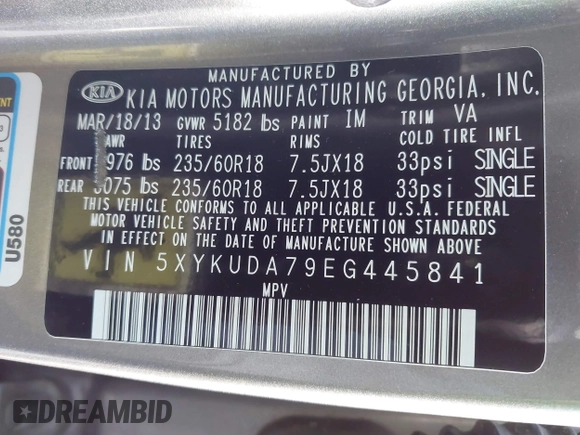 MANUFACTURED BY
KIA KIA MOTORS MANUFACTURING GEORGIA, INC.
MAR/18/13 GVWR 5182 lbs PAINT IM TRIM VA
TIRES RIMS COLD TIRE INFL
FRONT lbs 235/60R18 7.5JX18 33psi SINGLE
REAR lbs 235/60R18 7.5JX18 33psi SINGLE
THIS VEHICLE CONFORMS TO ALL APPLICABLE U.S.A. FEDERAL
MOTOR VEHICLE SAFETY AND THEFT PREVENTION STANDARDS
IN EFFECT ON THE DATE OF MANUFACTURE SHOWN ABOVE
VIN 5XYKUDA79EG445841
MPV
U580
DREAMBID